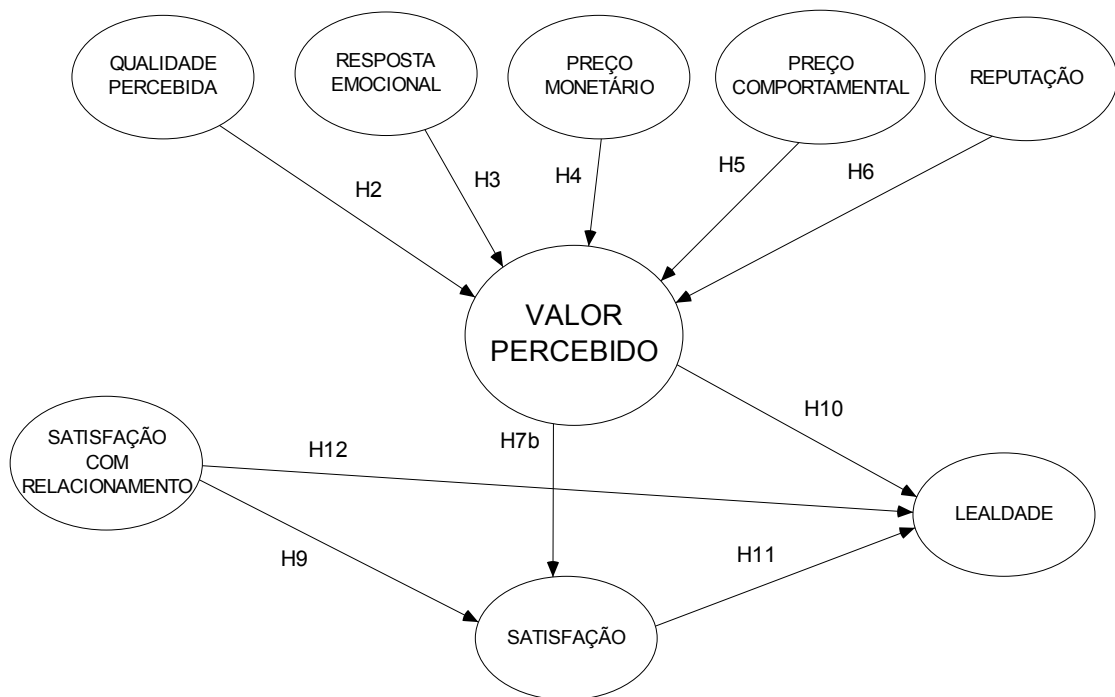 QUALIDADE
PERCEBIDA
RESPOSTA
EMOCIONAL
PREÇO
MONETÁRIO
PREÇO
COMPORTAMENTAL
REPUTAÇÃO
H2
H3
H4
H5
H6
VALOR
PERCEBIDO
SATISFAÇÃO
COM
RELACIONAMENTO
H12
H7b
H10
LEALDADE
H9
H11
SATISFAÇÃO